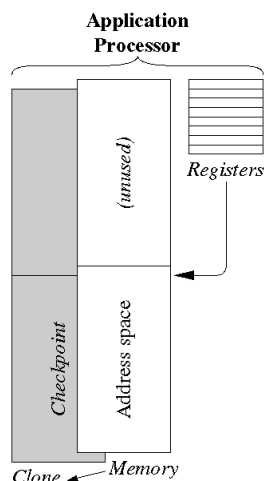 Application
Processor
(unused)
Registers
Checkpoint
Address space
Clone
Memory